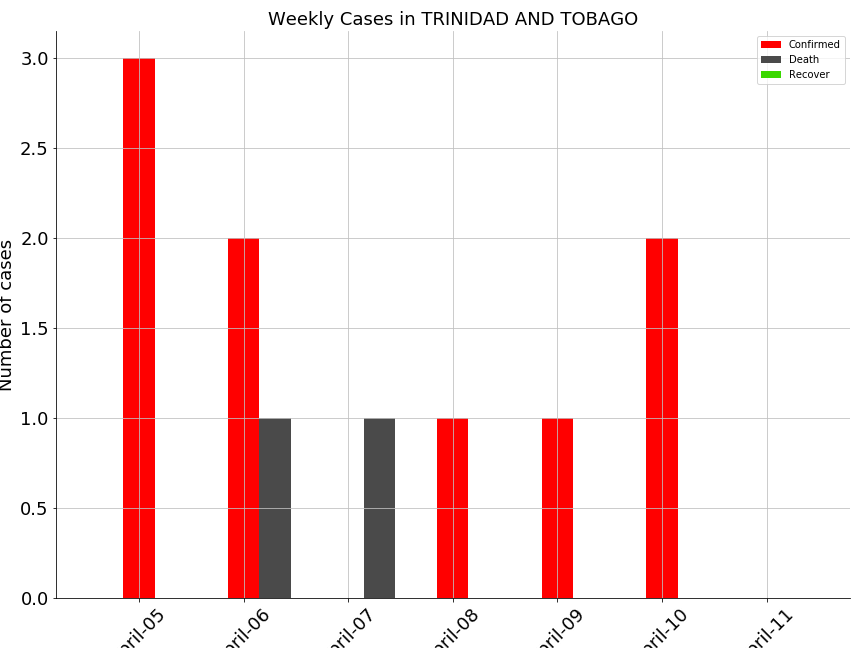 Weekly Cases in TRINIDAD AND TOBAGO
Confirmed
Death
Recover
Number of cases
3.0
2.5
2.0
1.5
1.0
0.5
0.0
pril-05
pril-06
pril-07
pril-08
pril-09
pril-10
pril-11